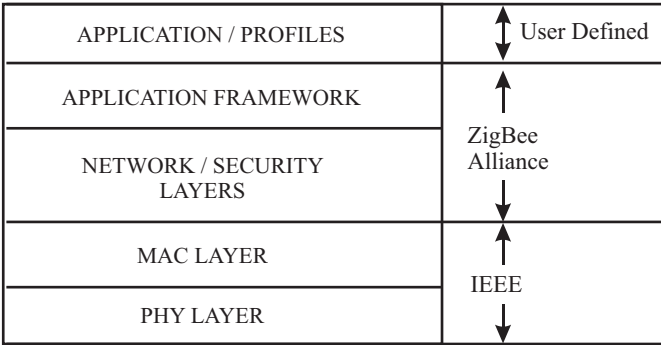 APPLICATION / PROFILES
User Defined
APPLICATION FRAMEWORK
ZigBee
Alliance
NETWORK / SECURITY
LAYERS
MAC LAYER
IEEE
PHY LAYER